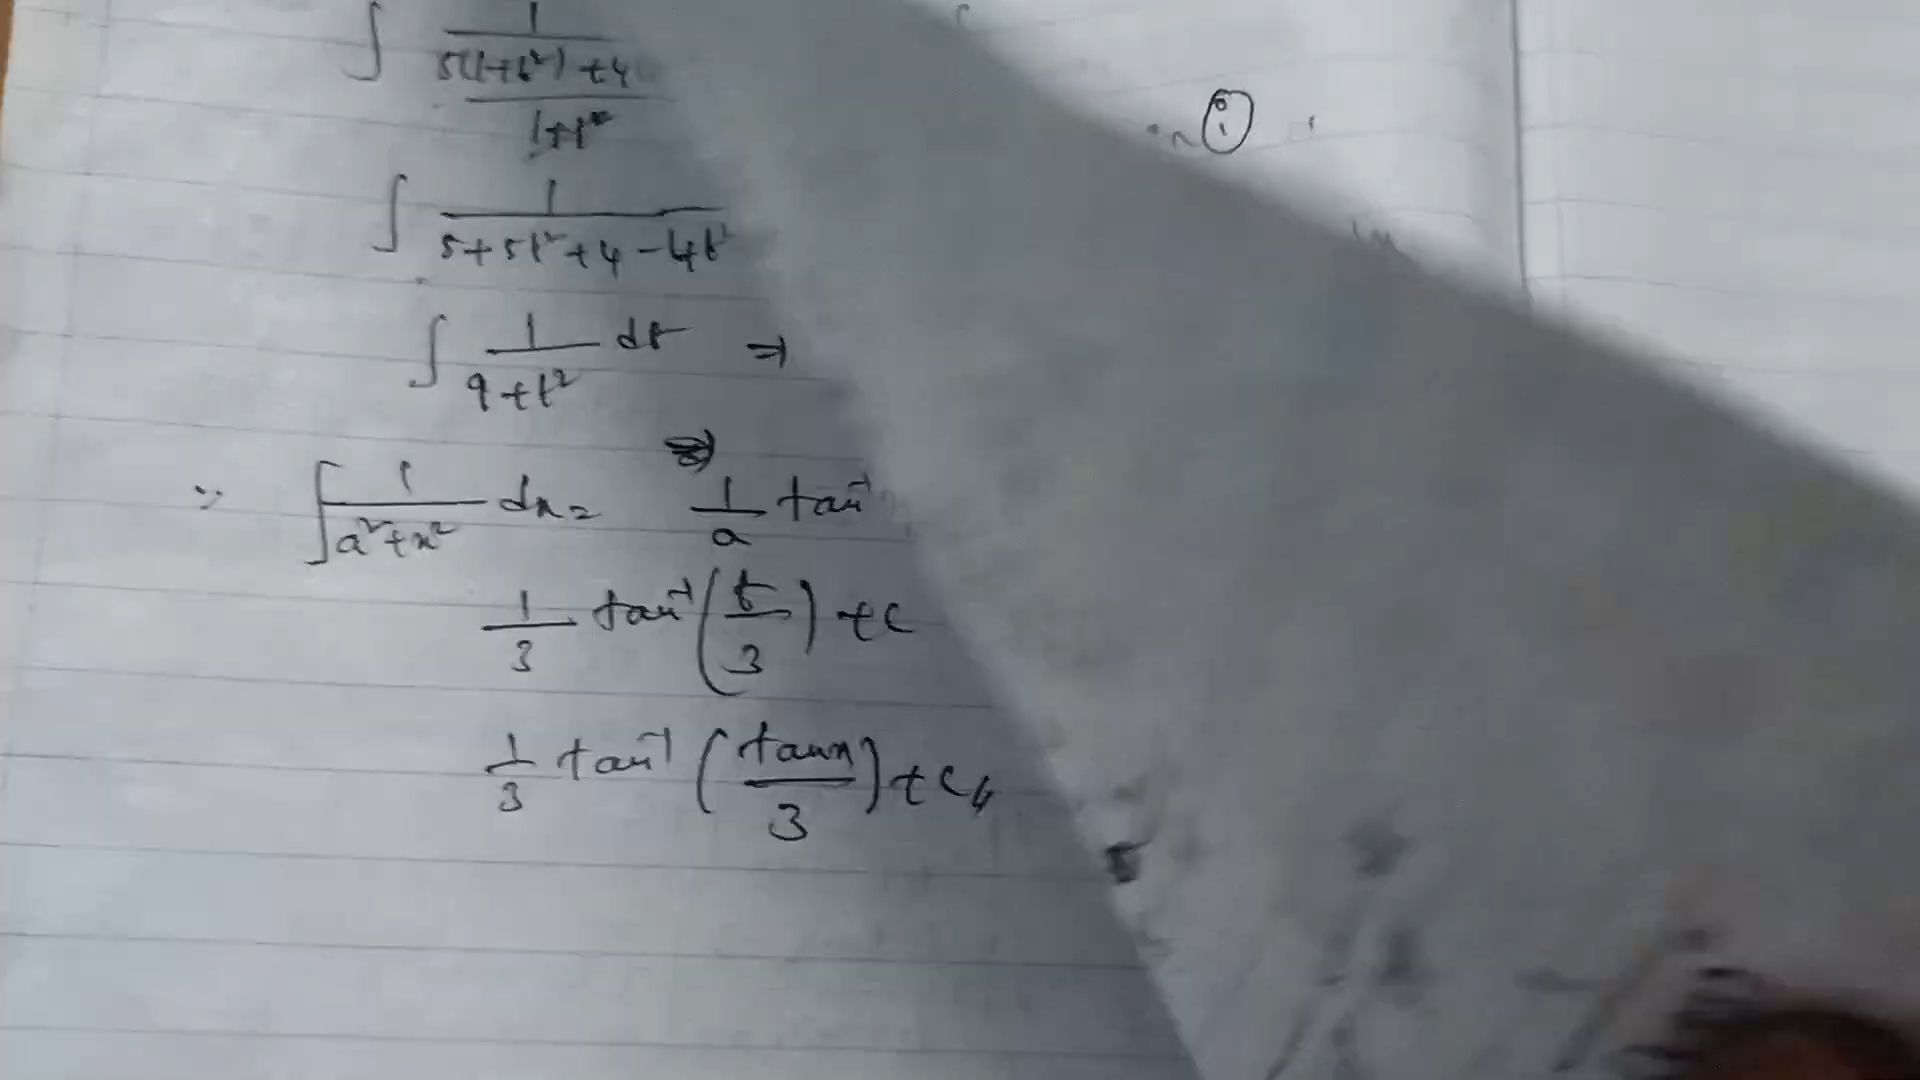 ∫ 1 / (5(1+t²)+4 / 1+t²)
∫ 1 / (5+5t²+4-4t²)
∫ 1 / (9+t²) dt ⇒
∵ ∫ 1 / (a²+x²) dx = 1/a tan⁻¹
1/3 tan⁻¹(t/3)+c
1/3 tan⁻¹(tanx/3)+c